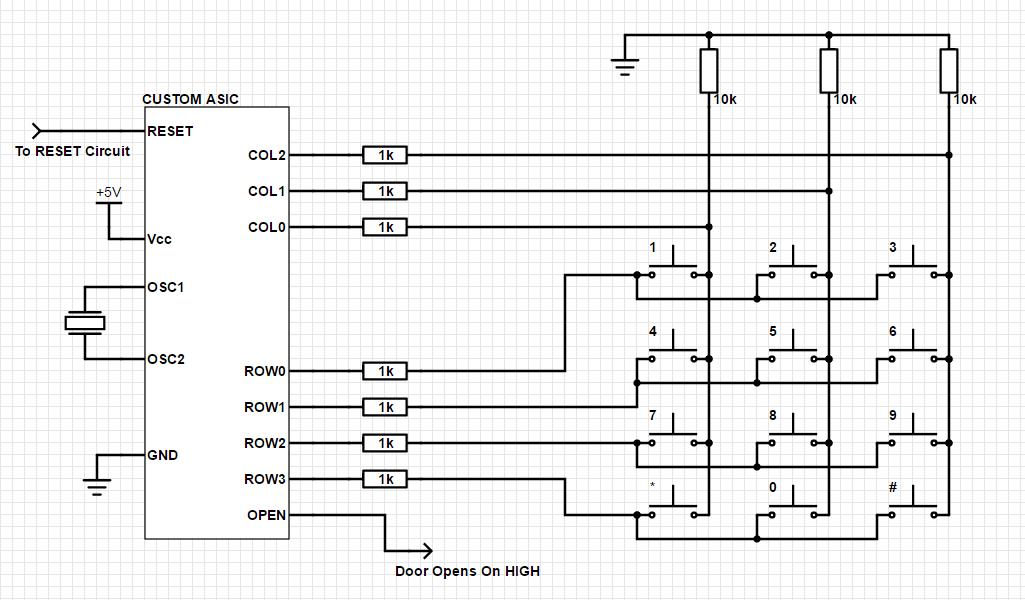 10k 10k 10k
CUSTOM ASIC
RESET
To RESET Circuit
COL2 1k
+5V
COL1 1k
COL0 1k
Vcc
1 2 3
OSC1
4 5 6
OSC2
ROW0 1k
ROW1 1k
7 8 9
ROW2 1k
GND
ROW3 1k
* 0 #
OPEN
Door Opens On HIGH